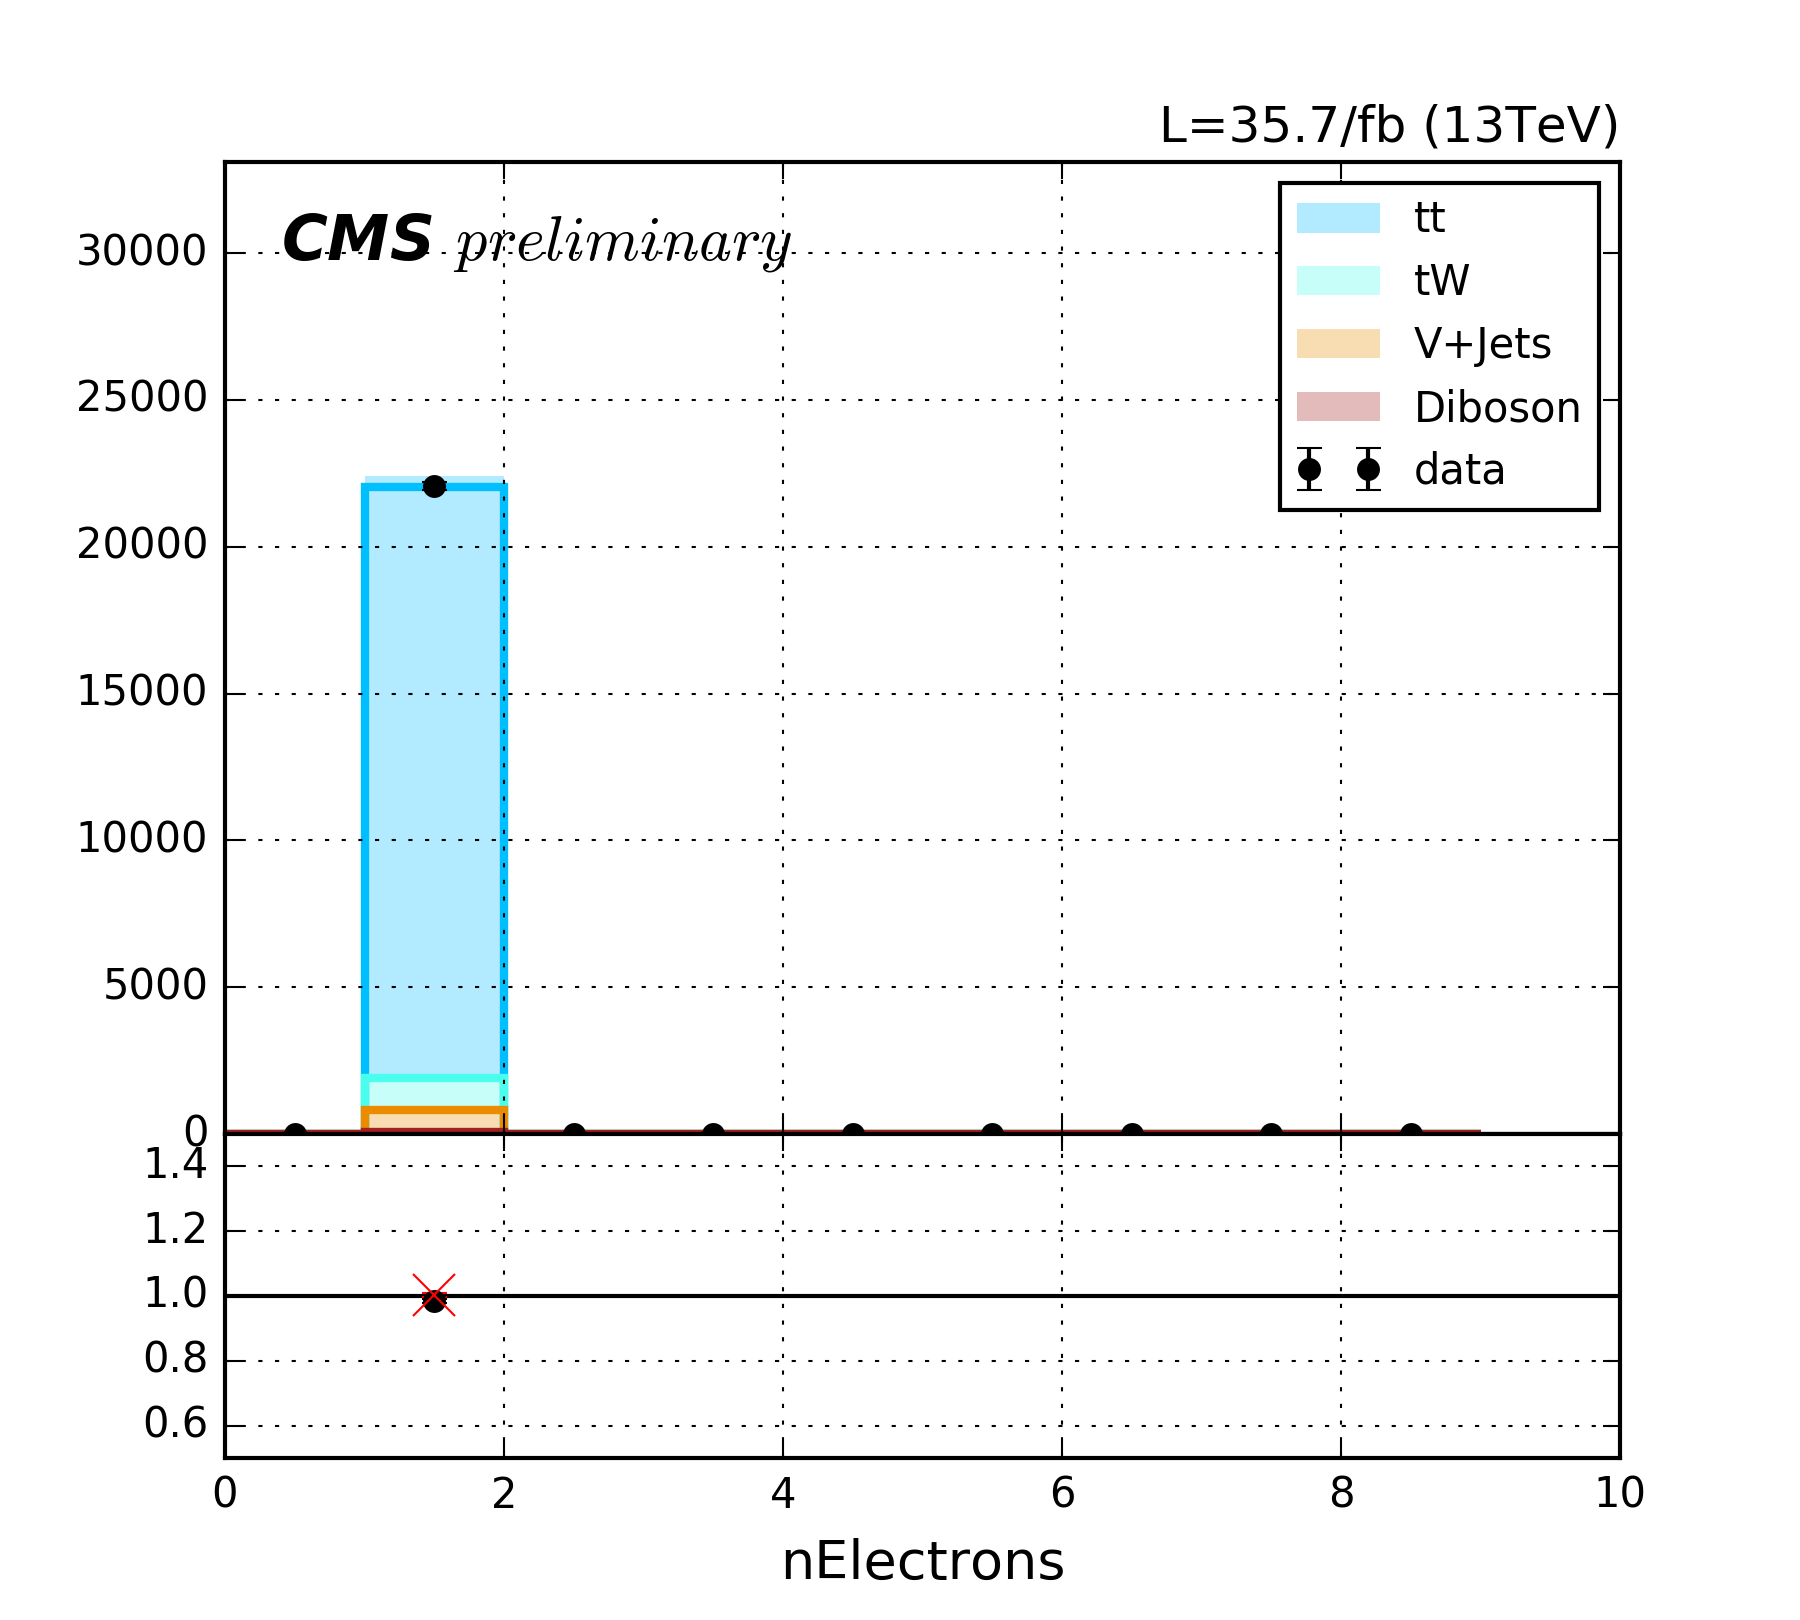 L=35.7/fb (13TeV)
CMS preliminary
tt
tW
V+Jets
Diboson
data
30000
25000
20000
15000
10000
5000
0
1.4
1.2
1.0
0.8
0.6
0 2 4 6 8 10
nElectrons